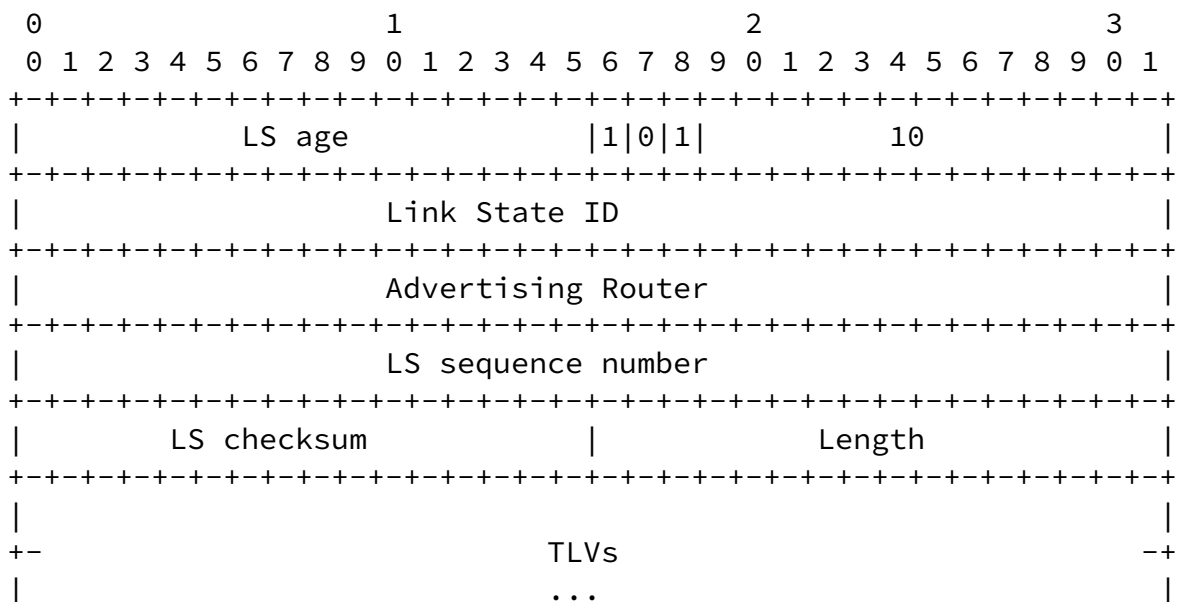 0                   1                   2                   3
 0 1 2 3 4 5 6 7 8 9 0 1 2 3 4 5 6 7 8 9 0 1 2 3 4 5 6 7 8 9 0 1
+-+-+-+-+-+-+-+-+-+-+-+-+-+-+-+-+-+-+-+-+-+-+-+-+-+-+-+-+-+-+-+-+
|            LS age             |1|0|1|          10             |
+-+-+-+-+-+-+-+-+-+-+-+-+-+-+-+-+-+-+-+-+-+-+-+-+-+-+-+-+-+-+-+-+
|                    Link State ID                              |
+-+-+-+-+-+-+-+-+-+-+-+-+-+-+-+-+-+-+-+-+-+-+-+-+-+-+-+-+-+-+-+-+
|                    Advertising Router                         |
+-+-+-+-+-+-+-+-+-+-+-+-+-+-+-+-+-+-+-+-+-+-+-+-+-+-+-+-+-+-+-+-+
|                    LS sequence number                         |
+-+-+-+-+-+-+-+-+-+-+-+-+-+-+-+-+-+-+-+-+-+-+-+-+-+-+-+-+-+-+-+-+
|        LS checksum            |            Length             |
+-+-+-+-+-+-+-+-+-+-+-+-+-+-+-+-+-+-+-+-+-+-+-+-+-+-+-+-+-+-+-+-+
|                                                               |
+-                            TLVs                             -+
|                             ...                               |